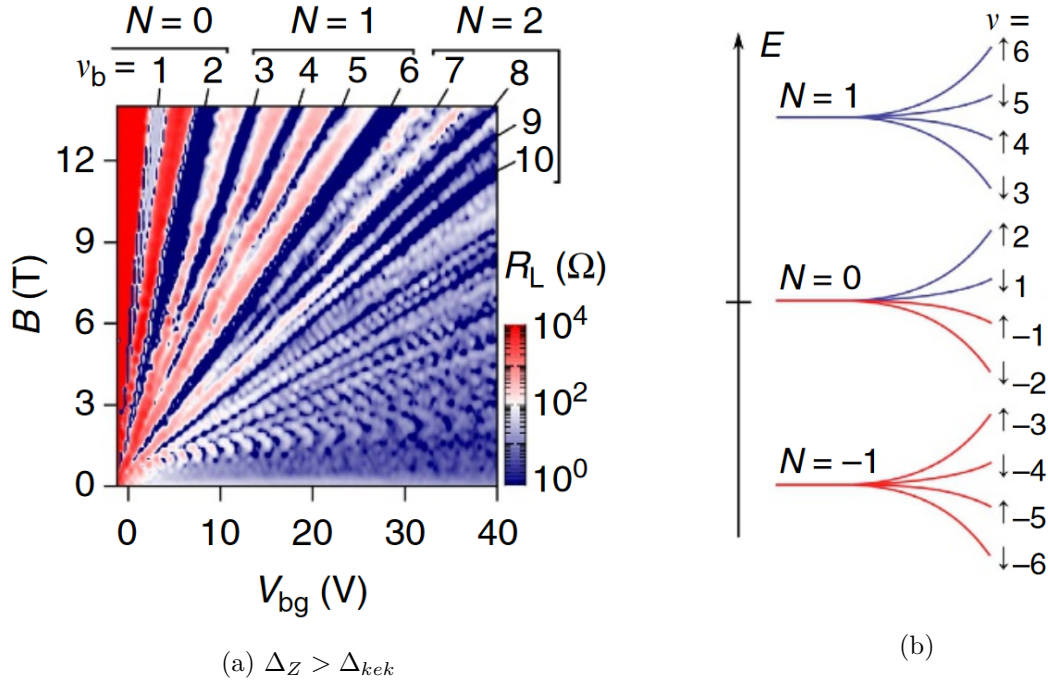 N = 0 N = 1 N = 2
ν_b = 1 2 3 4 5 6 7 8
9
10
12
9
6
3
0
B (T)
0 10 20 30 40
V_bg (V)
R_L (Ω)
10^4
10^2
10^0
(a) Δ_Z > Δ_kek
E
ν =
↑6
N = 1
↓5
↑4
↓3
↑2
N = 0
↓1
↑−1
↓−2
↑−3
N = −1
↓−4
↑−5
↓−6
(b)